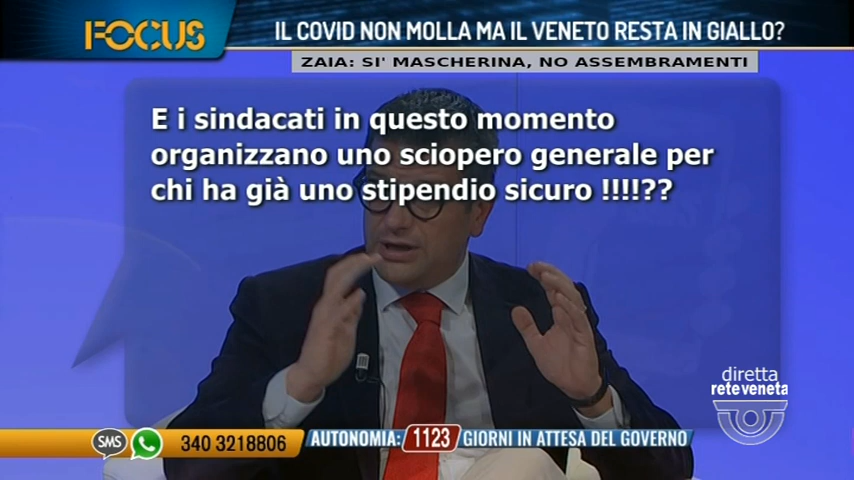 FOCUS
IL COVID NON MOLLA MA IL VENETO RESTA IN GIALLO?
ZAIA: SI' MASCHERINA, NO ASSEMBRAMENTI
E i sindacati in questo momento
organizzano uno sciopero generale per
chi ha già uno stipendio sicuro !!!!??
diretta
reteveneta
SMS 340 3218806 AUTONOMIA: 1123 GIORNI IN ATTESA DEL GOVERNO